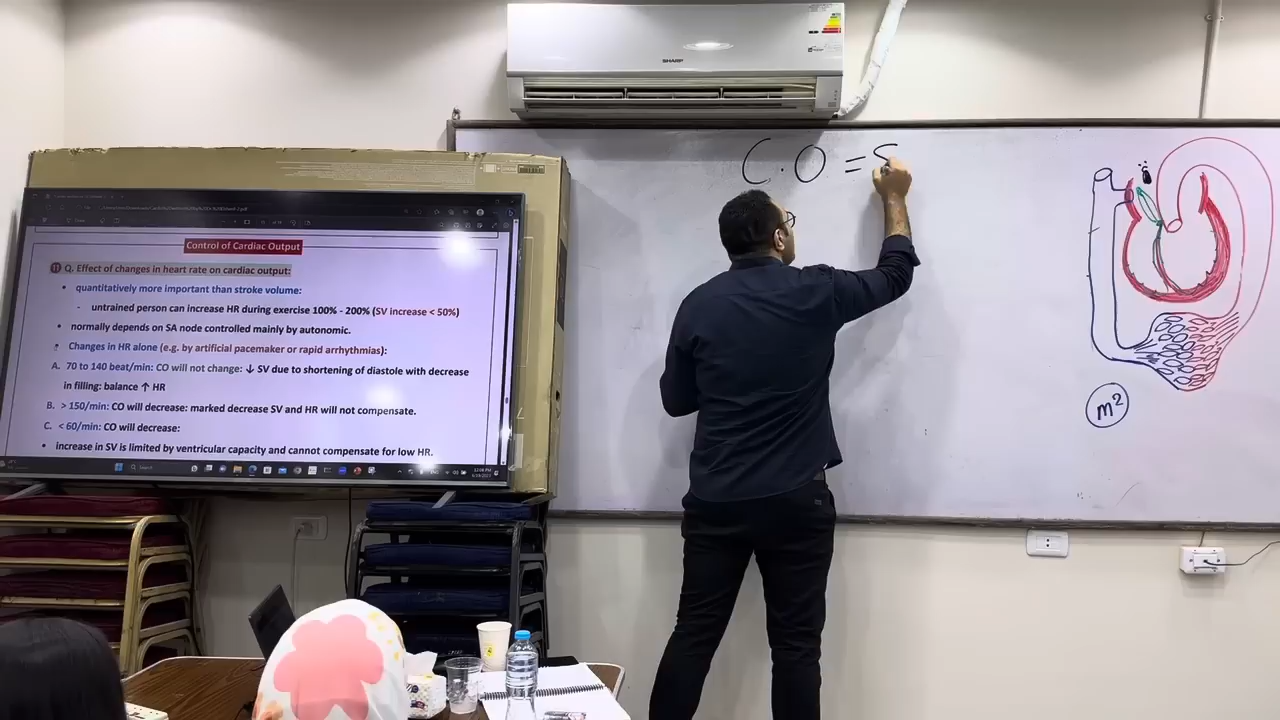 SHARP
C.O = S
m²
Control of Cardiac Output
11 Q. Effect of changes in heart rate on cardiac output:
• quantitatively more important than stroke volume:
- untrained person can increase HR during exercise 100% - 200% (SV increase < 50%)
• normally depends on SA node controlled mainly by autonomic.
• Changes in HR alone (e.g. by artificial pacemaker or rapid arrhythmias):
A. 70 to 140 beat/min: CO will not change: ↓ SV due to shortening of diastole with decrease
in filling: balance ↑ HR
B. > 150/min: CO will decrease: marked decrease SV and HR will not compensate.
C. < 60/min: CO will decrease:
• increase in SV is limited by ventricular capacity and cannot compensate for low HR.
Search